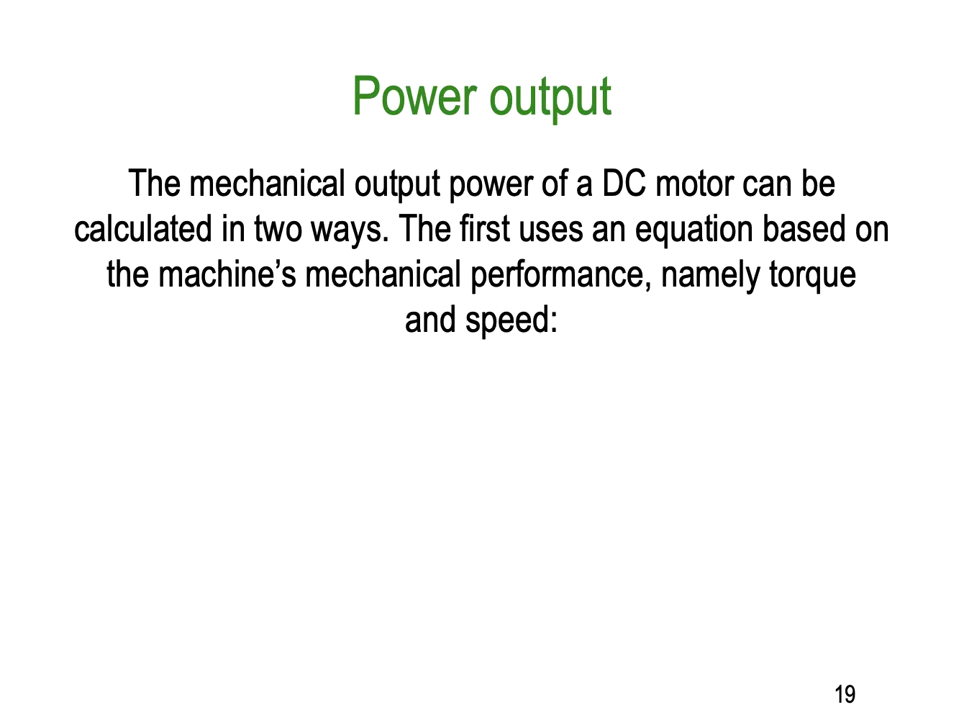 Power output
The mechanical output power of a DC motor can be
calculated in two ways. The first uses an equation based on
the machine’s mechanical performance, namely torque
and speed:
19